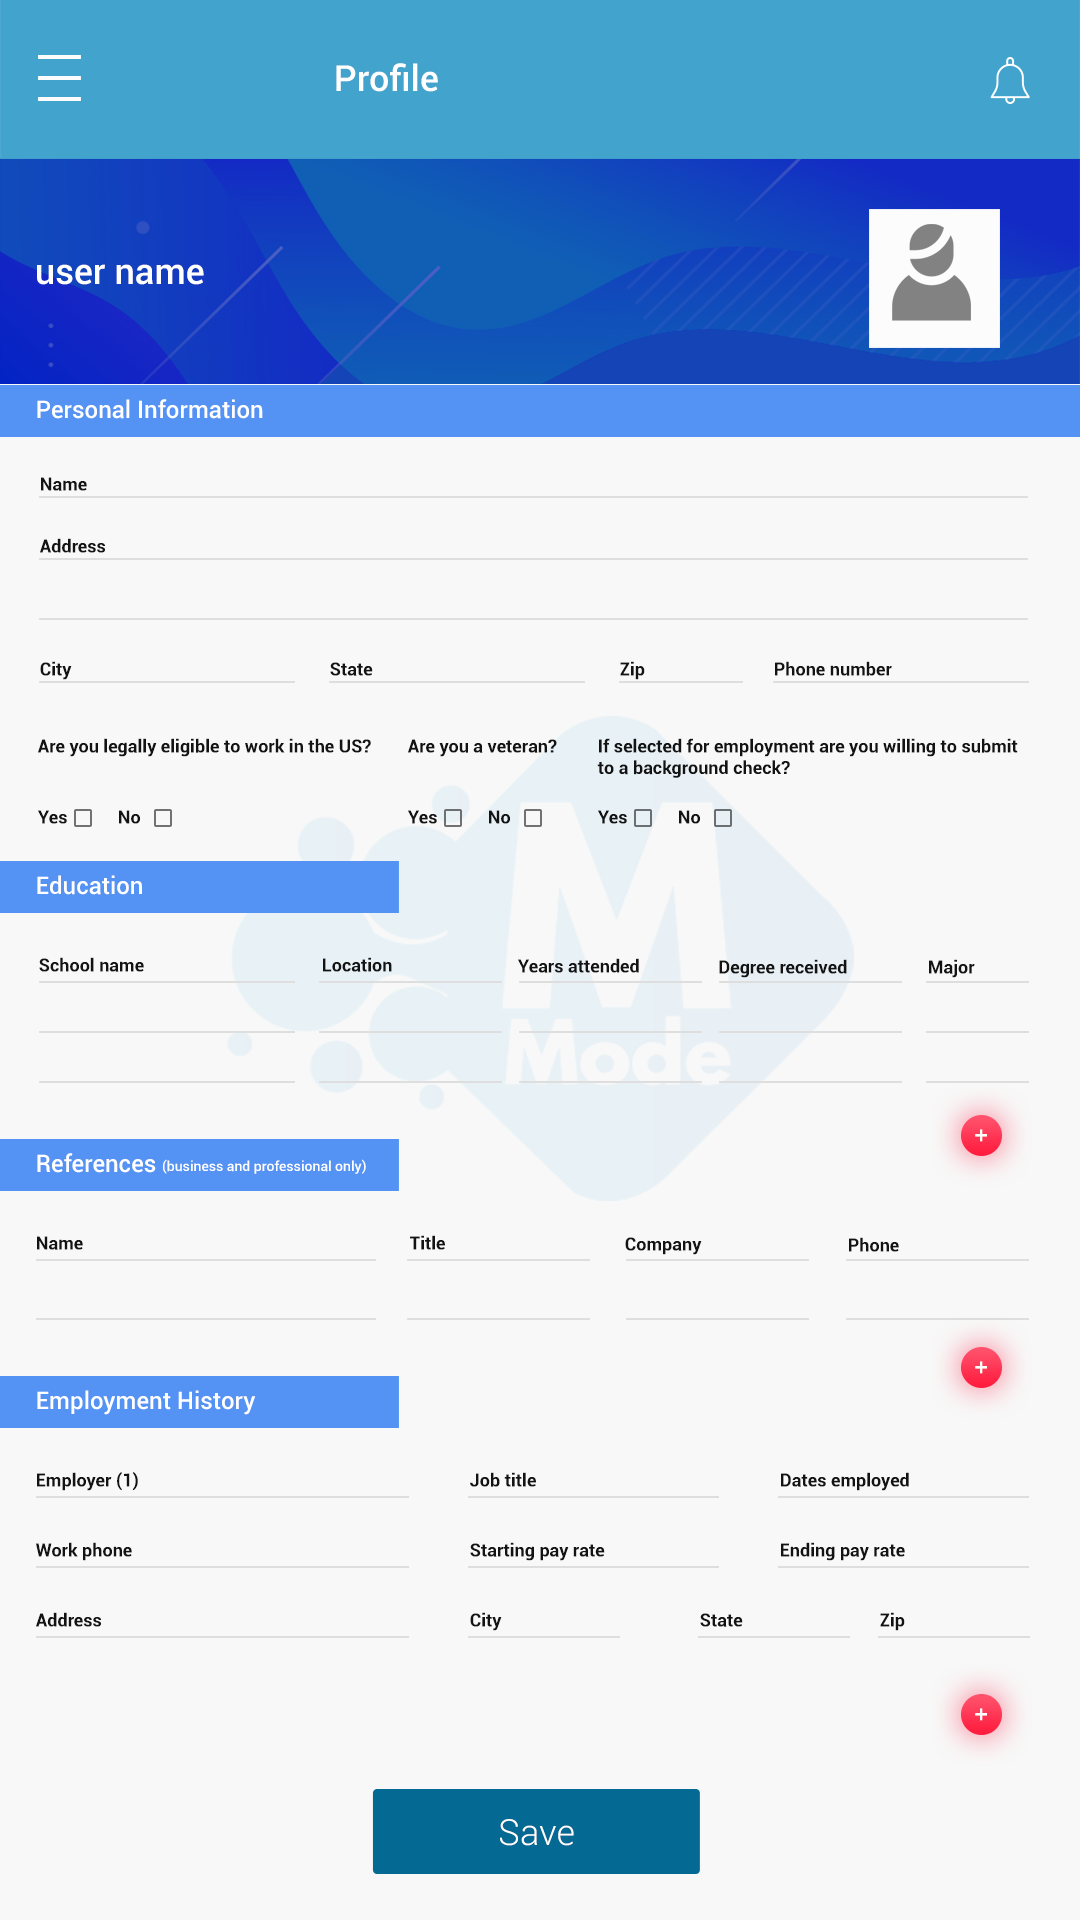 Profile
user name
Personal Information
Name
Address
City State Zip Phone number
Are you legally eligible to work in the US? Are you a veteran? If selected for employment are you willing to submit
to a background check?
Yes No Yes No Yes No
M
Mode
Education
School name Location Years attended Degree received Major
+
References (business and professional only)
Name Title Company Phone
+
Employment History
Employer (1) Job title Dates employed
Work phone Starting pay rate Ending pay rate
Address City State Zip
+
Save